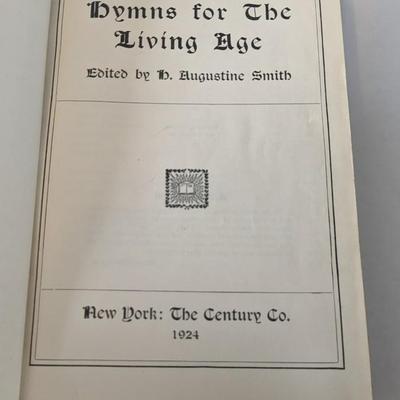 Hymns for The
Living Age
Edited by H. Augustine Smith
New York: The Century Co.
1924